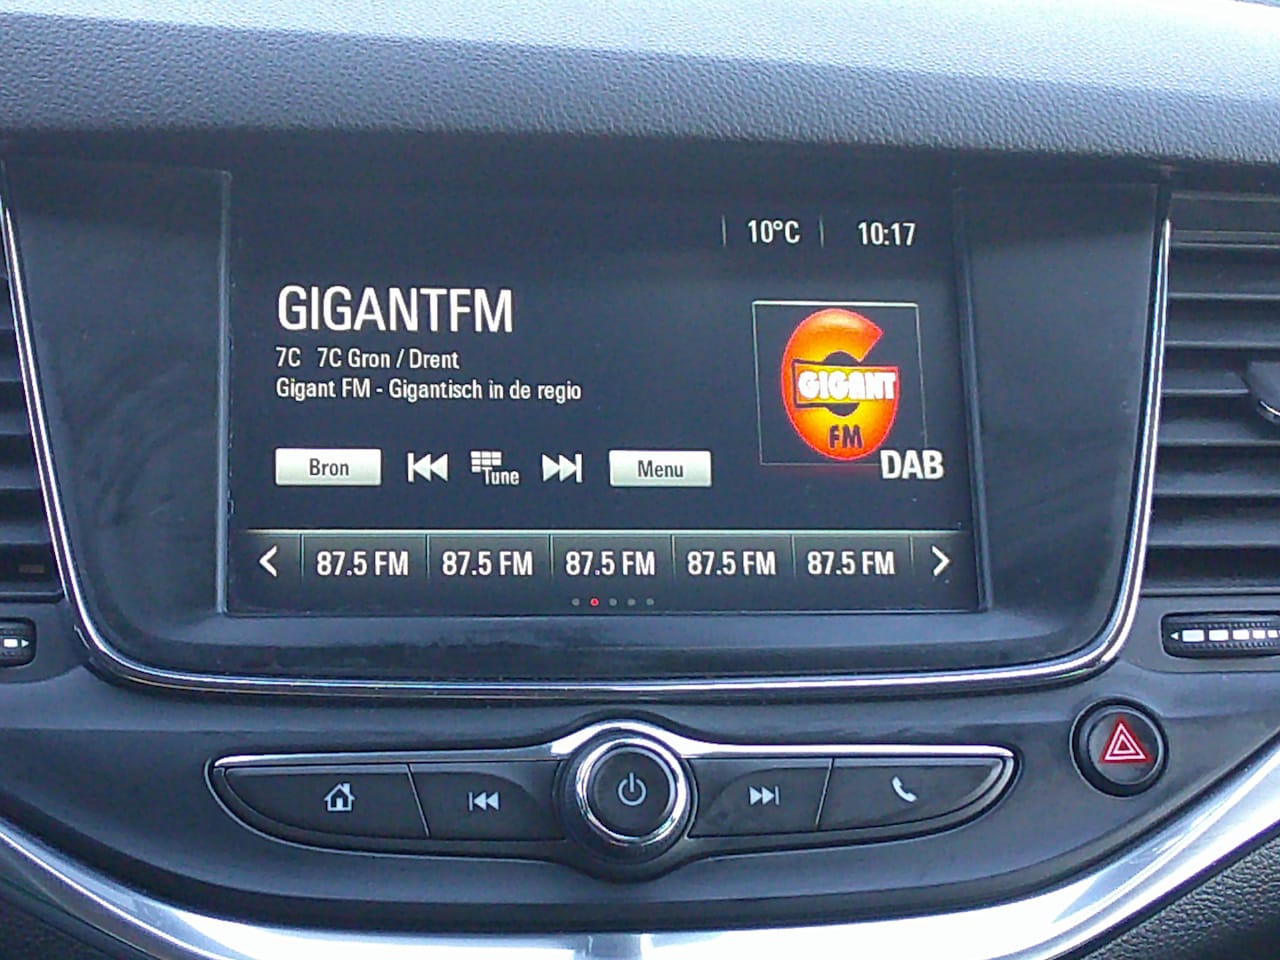 10°C 10:17
GIGANTFM
7C 7C Gron / Drent
Gigant FM - Gigantisch in de regio
GIGANT
FM
DAB
Bron Tune Menu
87.5 FM 87.5 FM 87.5 FM 87.5 FM 87.5 FM